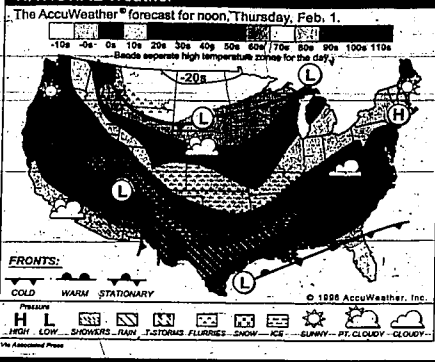 The AccuWeather® forecast for noon, Thursday, Feb. 1.
-10s -0s 0s 10s 20s 30s 40s 50s 60s 70s 80s 90s 100s 110s
Bands separate high temperature zones for the day.
-20s
L
L
H
L
L
FRONTS:
COLD WARM STATIONARY
© 1996 AccuWeather, Inc.
Pressure
H L
HIGH LOW SHOWERS RAIN T-STORMS FLURRIES SNOW ICE SUNNY PT. CLOUDY CLOUDY
Via Associated Press